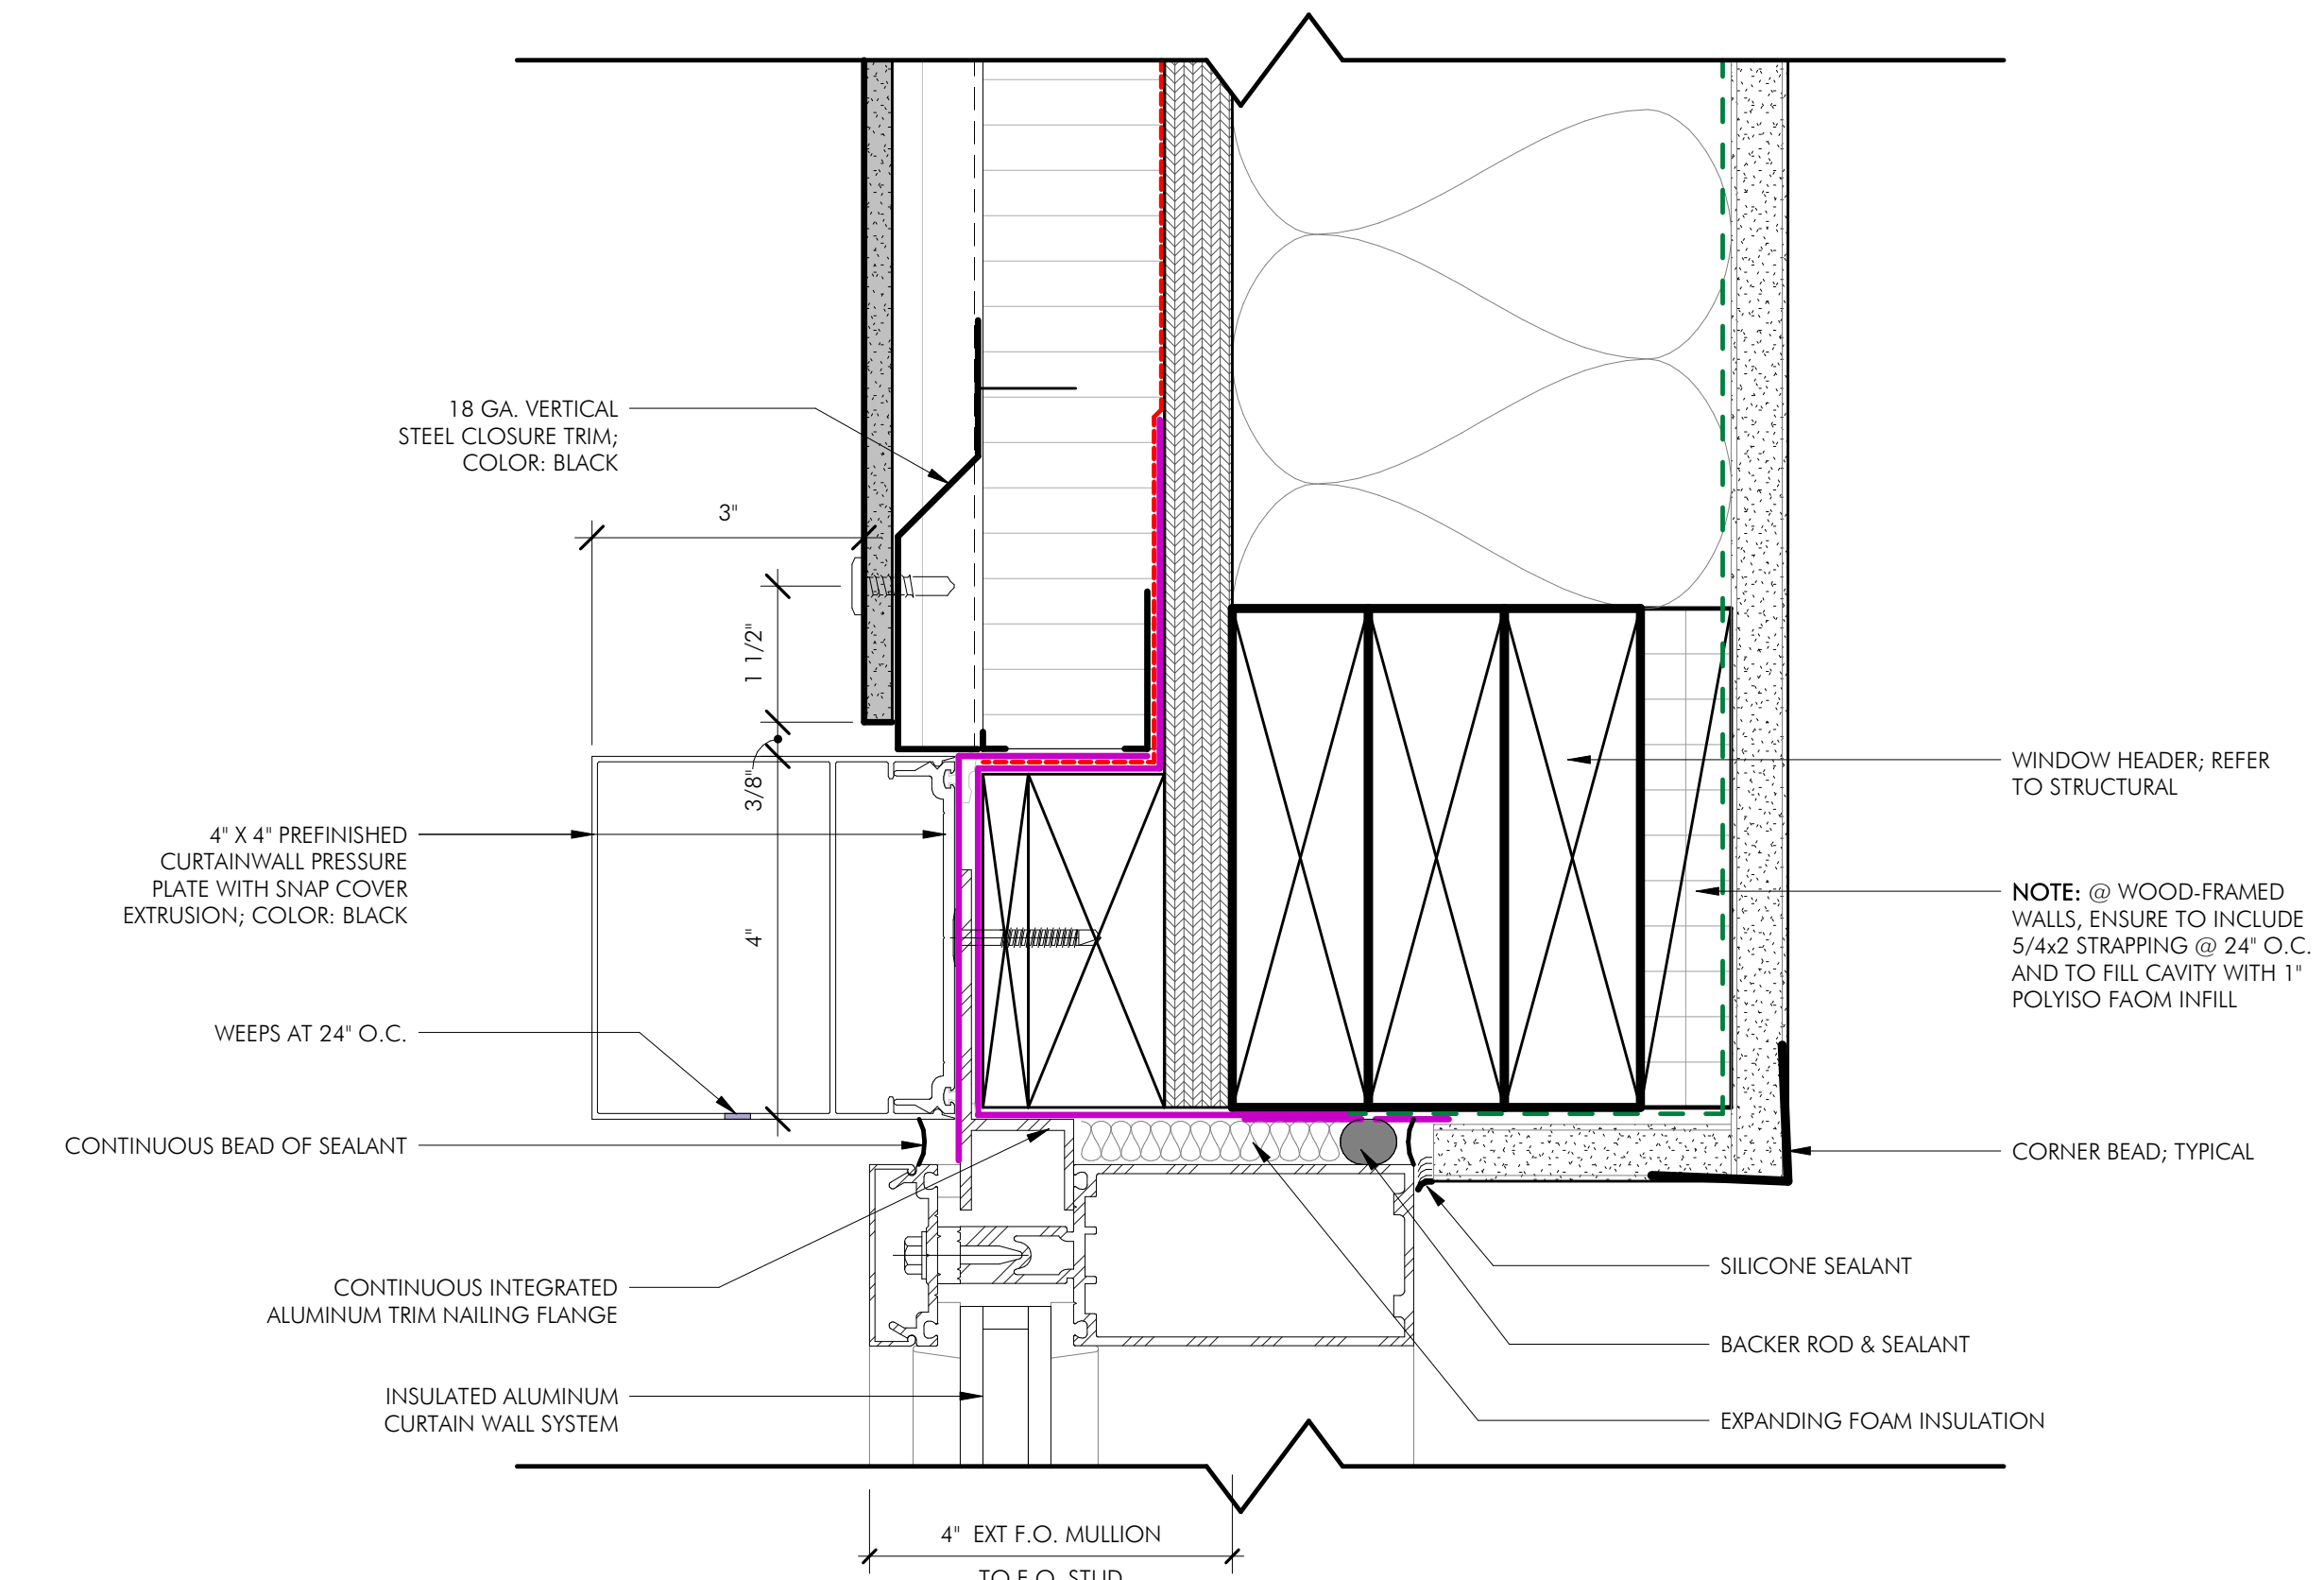 18 GA. VERTICAL
STEEL CLOSURE TRIM;
COLOR: BLACK
3"
1 1/2"
3/8"
4" X 4" PREFINISHED
CURTAINWALL PRESSURE
PLATE WITH SNAP COVER
EXTRUSION; COLOR: BLACK
4"
WEEPS AT 24" O.C.
CONTINUOUS BEAD OF SEALANT
CONTINUOUS INTEGRATED
ALUMINUM TRIM NAILING FLANGE
INSULATED ALUMINUM
CURTAIN WALL SYSTEM
WINDOW HEADER; REFER
TO STRUCTURAL
NOTE: @ WOOD-FRAMED
WALLS, ENSURE TO INCLUDE
5/4x2 STRAPPING @ 24" O.C.
AND TO FILL CAVITY WITH 1"
POLYISO FAOM INFILL
CORNER BEAD; TYPICAL
SILICONE SEALANT
BACKER ROD & SEALANT
EXPANDING FOAM INSULATION
4" EXT F.O. MULLION
TO F.O. STUD